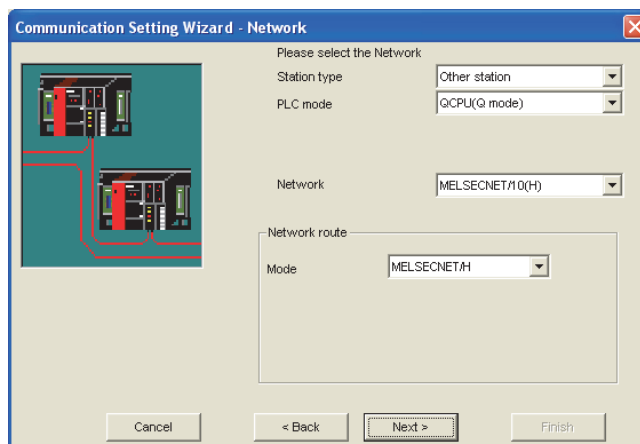 Communication Setting Wizard - Network
Please select the Network
Station type Other station
PLC mode QCPU(Q mode)
Network MELSECNET/10(H)
Network route
Mode MELSECNET/H
Cancel < Back Next > Finish